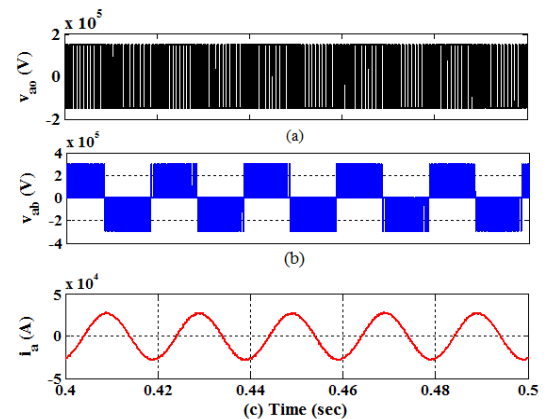 x 10^5
2
0
-2
v_ao (V)
(a)
x 10^5
4
2
0
-2
-4
v_ab (V)
(b)
x 10^4
5
0
-5
i_a (A)
0.4 0.42 0.44 0.46 0.48 0.5
(c) Time (sec)